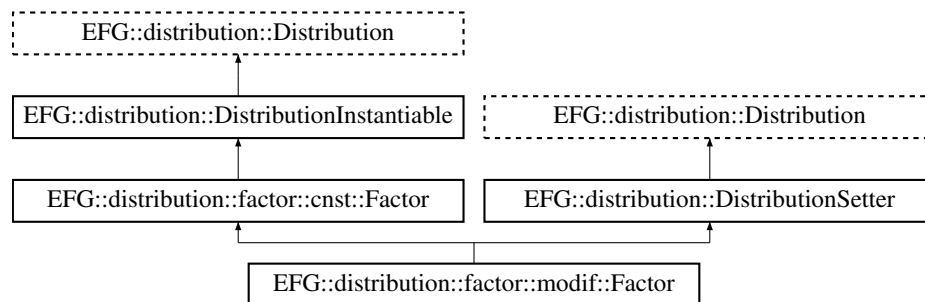 EFG::distribution::Distribution
EFG::distribution::DistributionInstantiable
EFG::distribution::Distribution
EFG::distribution::factor::cnst::Factor
EFG::distribution::DistributionSetter
EFG::distribution::factor::modif::Factor